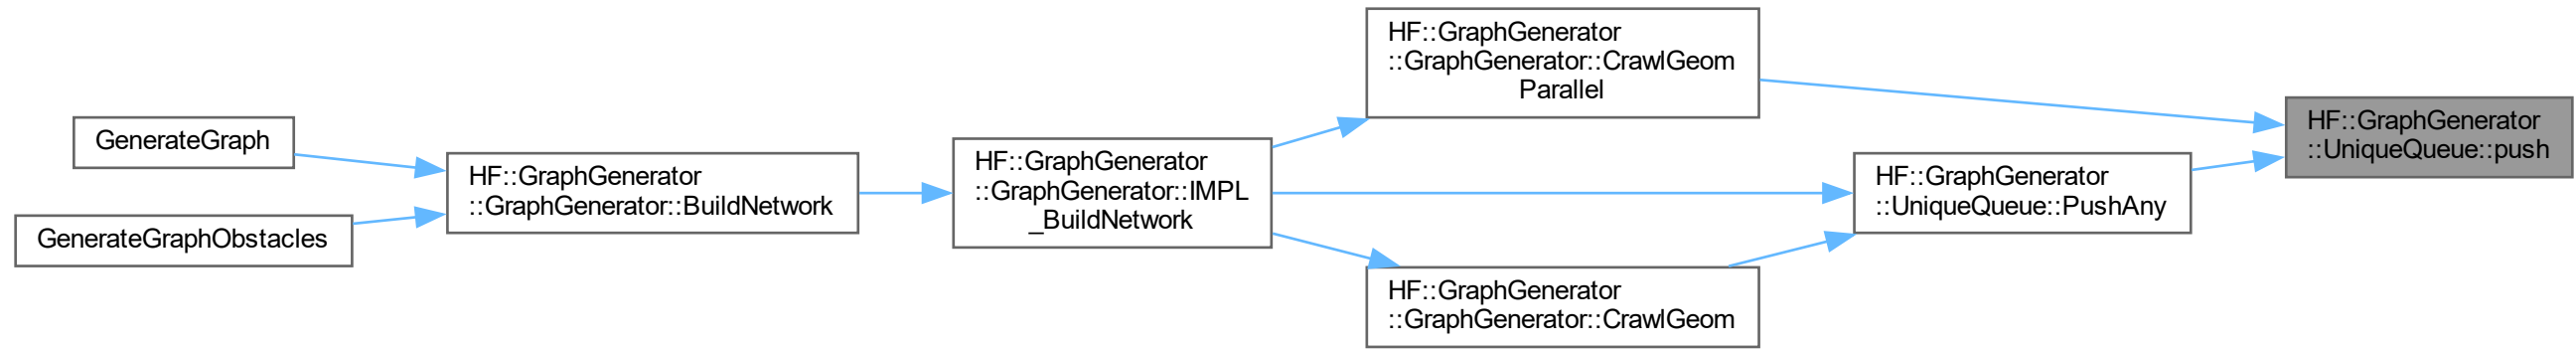 GenerateGraph
GenerateGraphObstacles
HF::GraphGenerator
::GraphGenerator::BuildNetwork
HF::GraphGenerator
::GraphGenerator::IMPL
_BuildNetwork
HF::GraphGenerator
::GraphGenerator::CrawlGeom
Parallel
HF::GraphGenerator
::GraphGenerator::CrawlGeom
HF::GraphGenerator
::UniqueQueue::PushAny
HF::GraphGenerator
::UniqueQueue::push